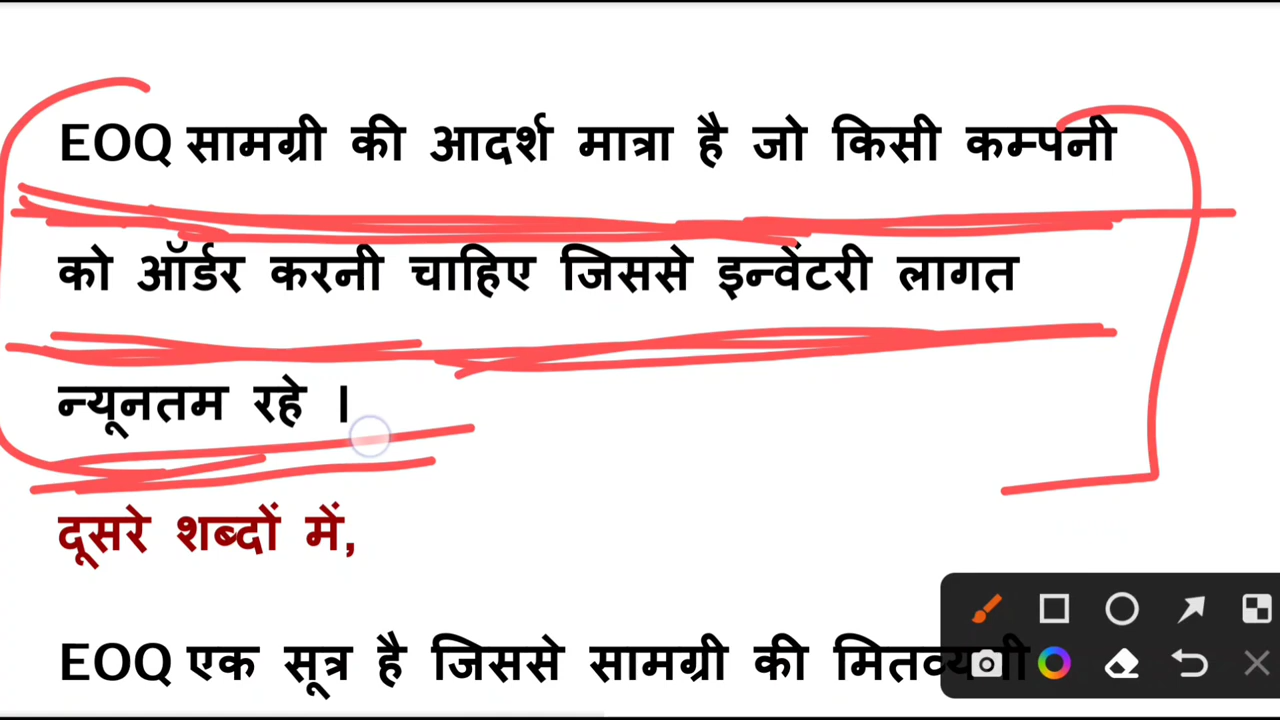 EOQ सामग्री की आदर्श मात्रा है जो किसी कम्पनी
को ऑर्डर करनी चाहिए जिससे इन्वेंटरी लागत
न्यूनतम रहे ।
दूसरे शब्दों में,
EOQ एक सूत्र है जिससे सामग्री की